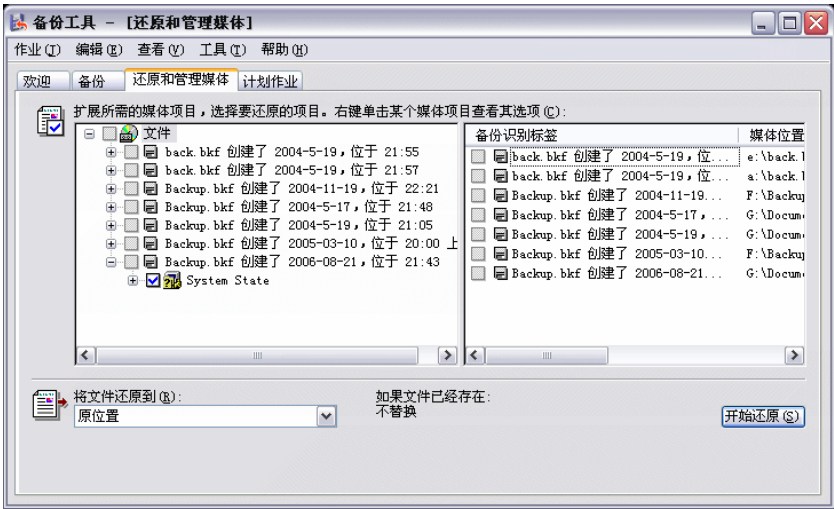 备份工具 - [还原和管理媒体]
作业(J) 编辑(E) 查看(V) 工具(T) 帮助(H)
欢迎 备份 还原和管理媒体 计划作业
扩展所需的媒体项目，选择要还原的项目。右键单击某个媒体项目查看其选项(C):
文件
back.bkf 创建了 2004-5-19，位于 21:55
back.bkf 创建了 2004-5-19，位于 21:57
Backup.bkf 创建了 2004-11-19，位于 22:21
Backup.bkf 创建了 2004-5-17，位于 21:48
Backup.bkf 创建了 2004-5-19，位于 21:05
Backup.bkf 创建了 2005-03-10，位于 20:00 上
Backup.bkf 创建了 2006-08-21，位于 21:43
System State
备份识别标签 媒体位置
back.bkf 创建了 2004-5-19，位... e:\back.
back.bkf 创建了 2004-5-19，位... a:\back.
Backup.bkf 创建了 2004-11-19... F:\Backu
Backup.bkf 创建了 2004-5-17，... G:\Docum
Backup.bkf 创建了 2004-5-19，... G:\Docum
Backup.bkf 创建了 2005-03-10... F:\Backu
Backup.bkf 创建了 2006-08-21... G:\Docum
将文件还原到(R):
原位置
如果文件已经存在:
不替换
开始还原(S)